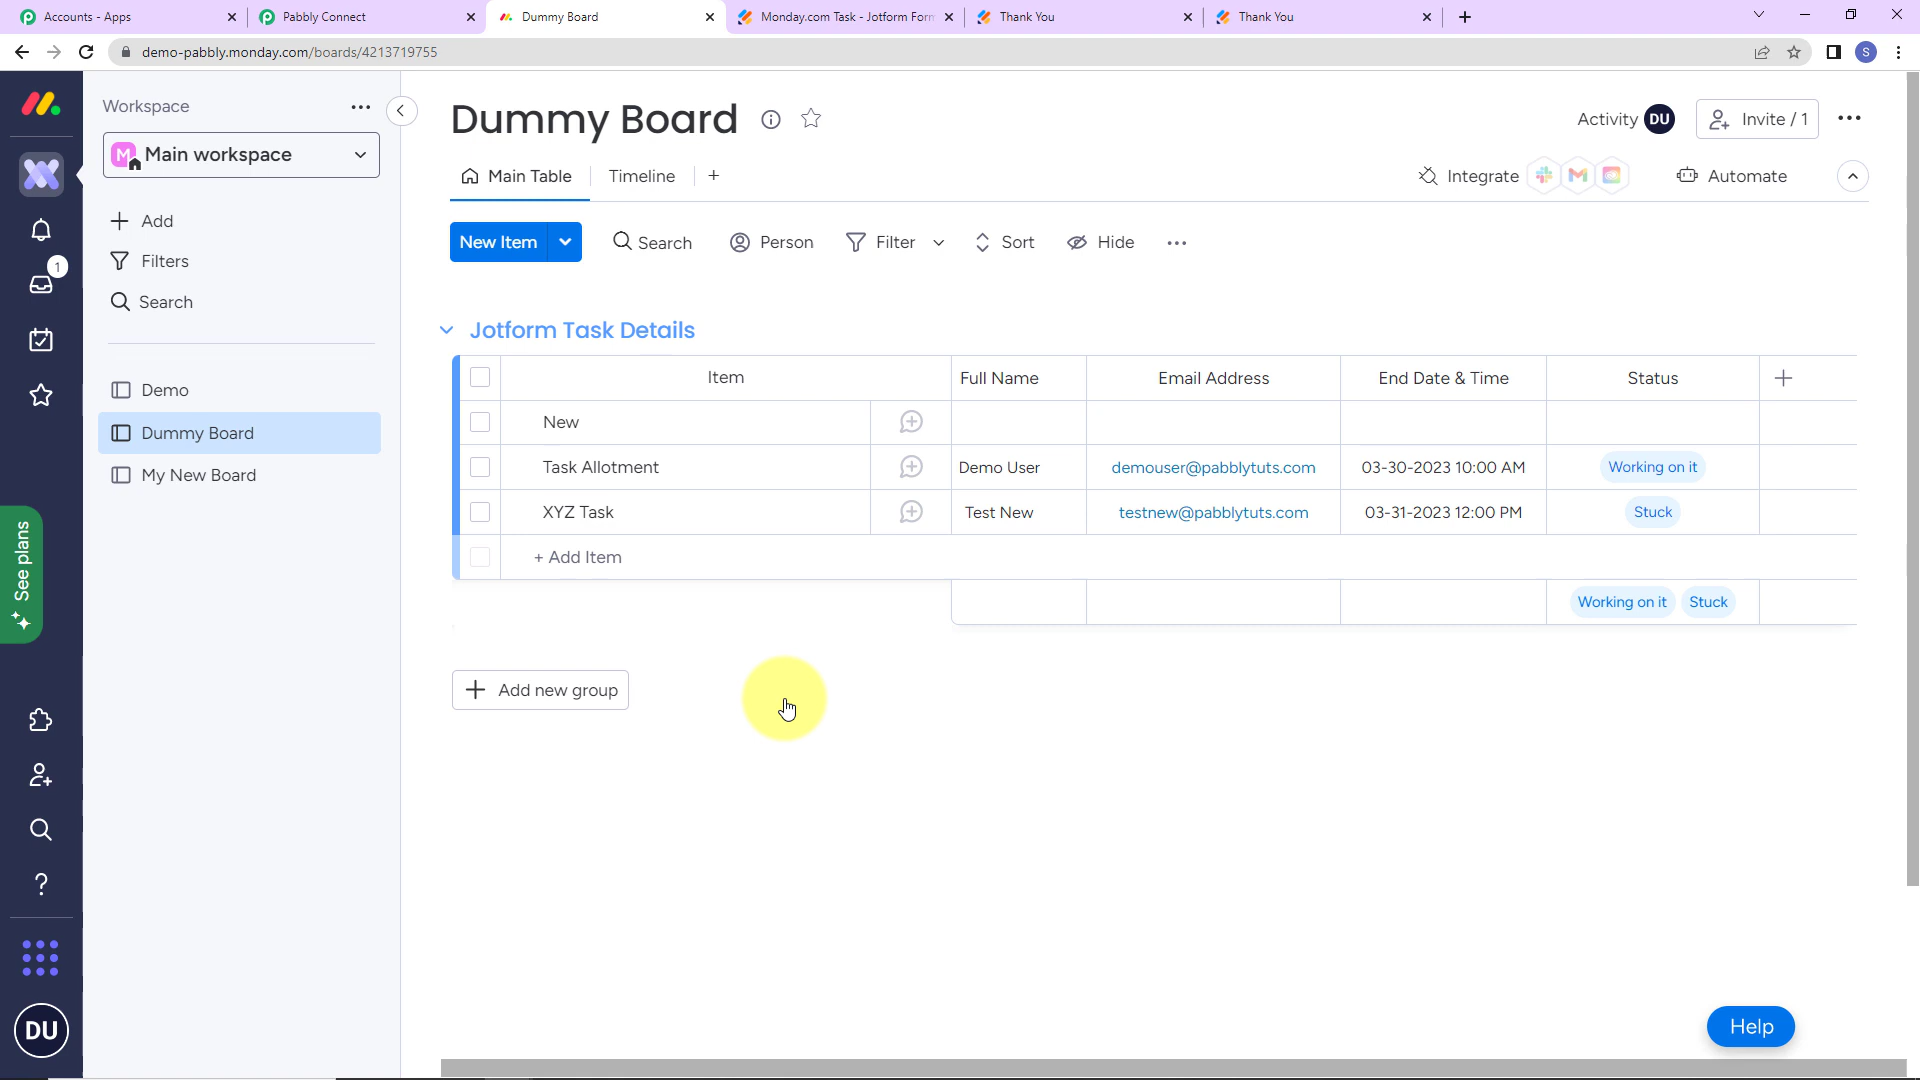 Accounts - Apps
Pabbly Connect
Dummy Board
Monday.com Task - Jotform Form
Thank You
Thank You
demo-pabbly.monday.com/boards/4213719755
S
Workspace
M Main workspace
Add
Filters
Search
1
Demo
Dummy Board
My New Board
See plans
DU
Dummy Board
Activity DU
Invite / 1
Main Table
Timeline
Integrate
Automate
New Item
Search
Person
Filter
Sort
Hide
Jotform Task Details
Item Full Name Email Address End Date & Time Status
New
Task Allotment Demo User demouser@pabblytuts.com 03-30-2023 10:00 AM Working on it
XYZ Task Test New testnew@pabblytuts.com 03-31-2023 12:00 PM Stuck
+ Add Item
Working on it Stuck
Add new group
Help